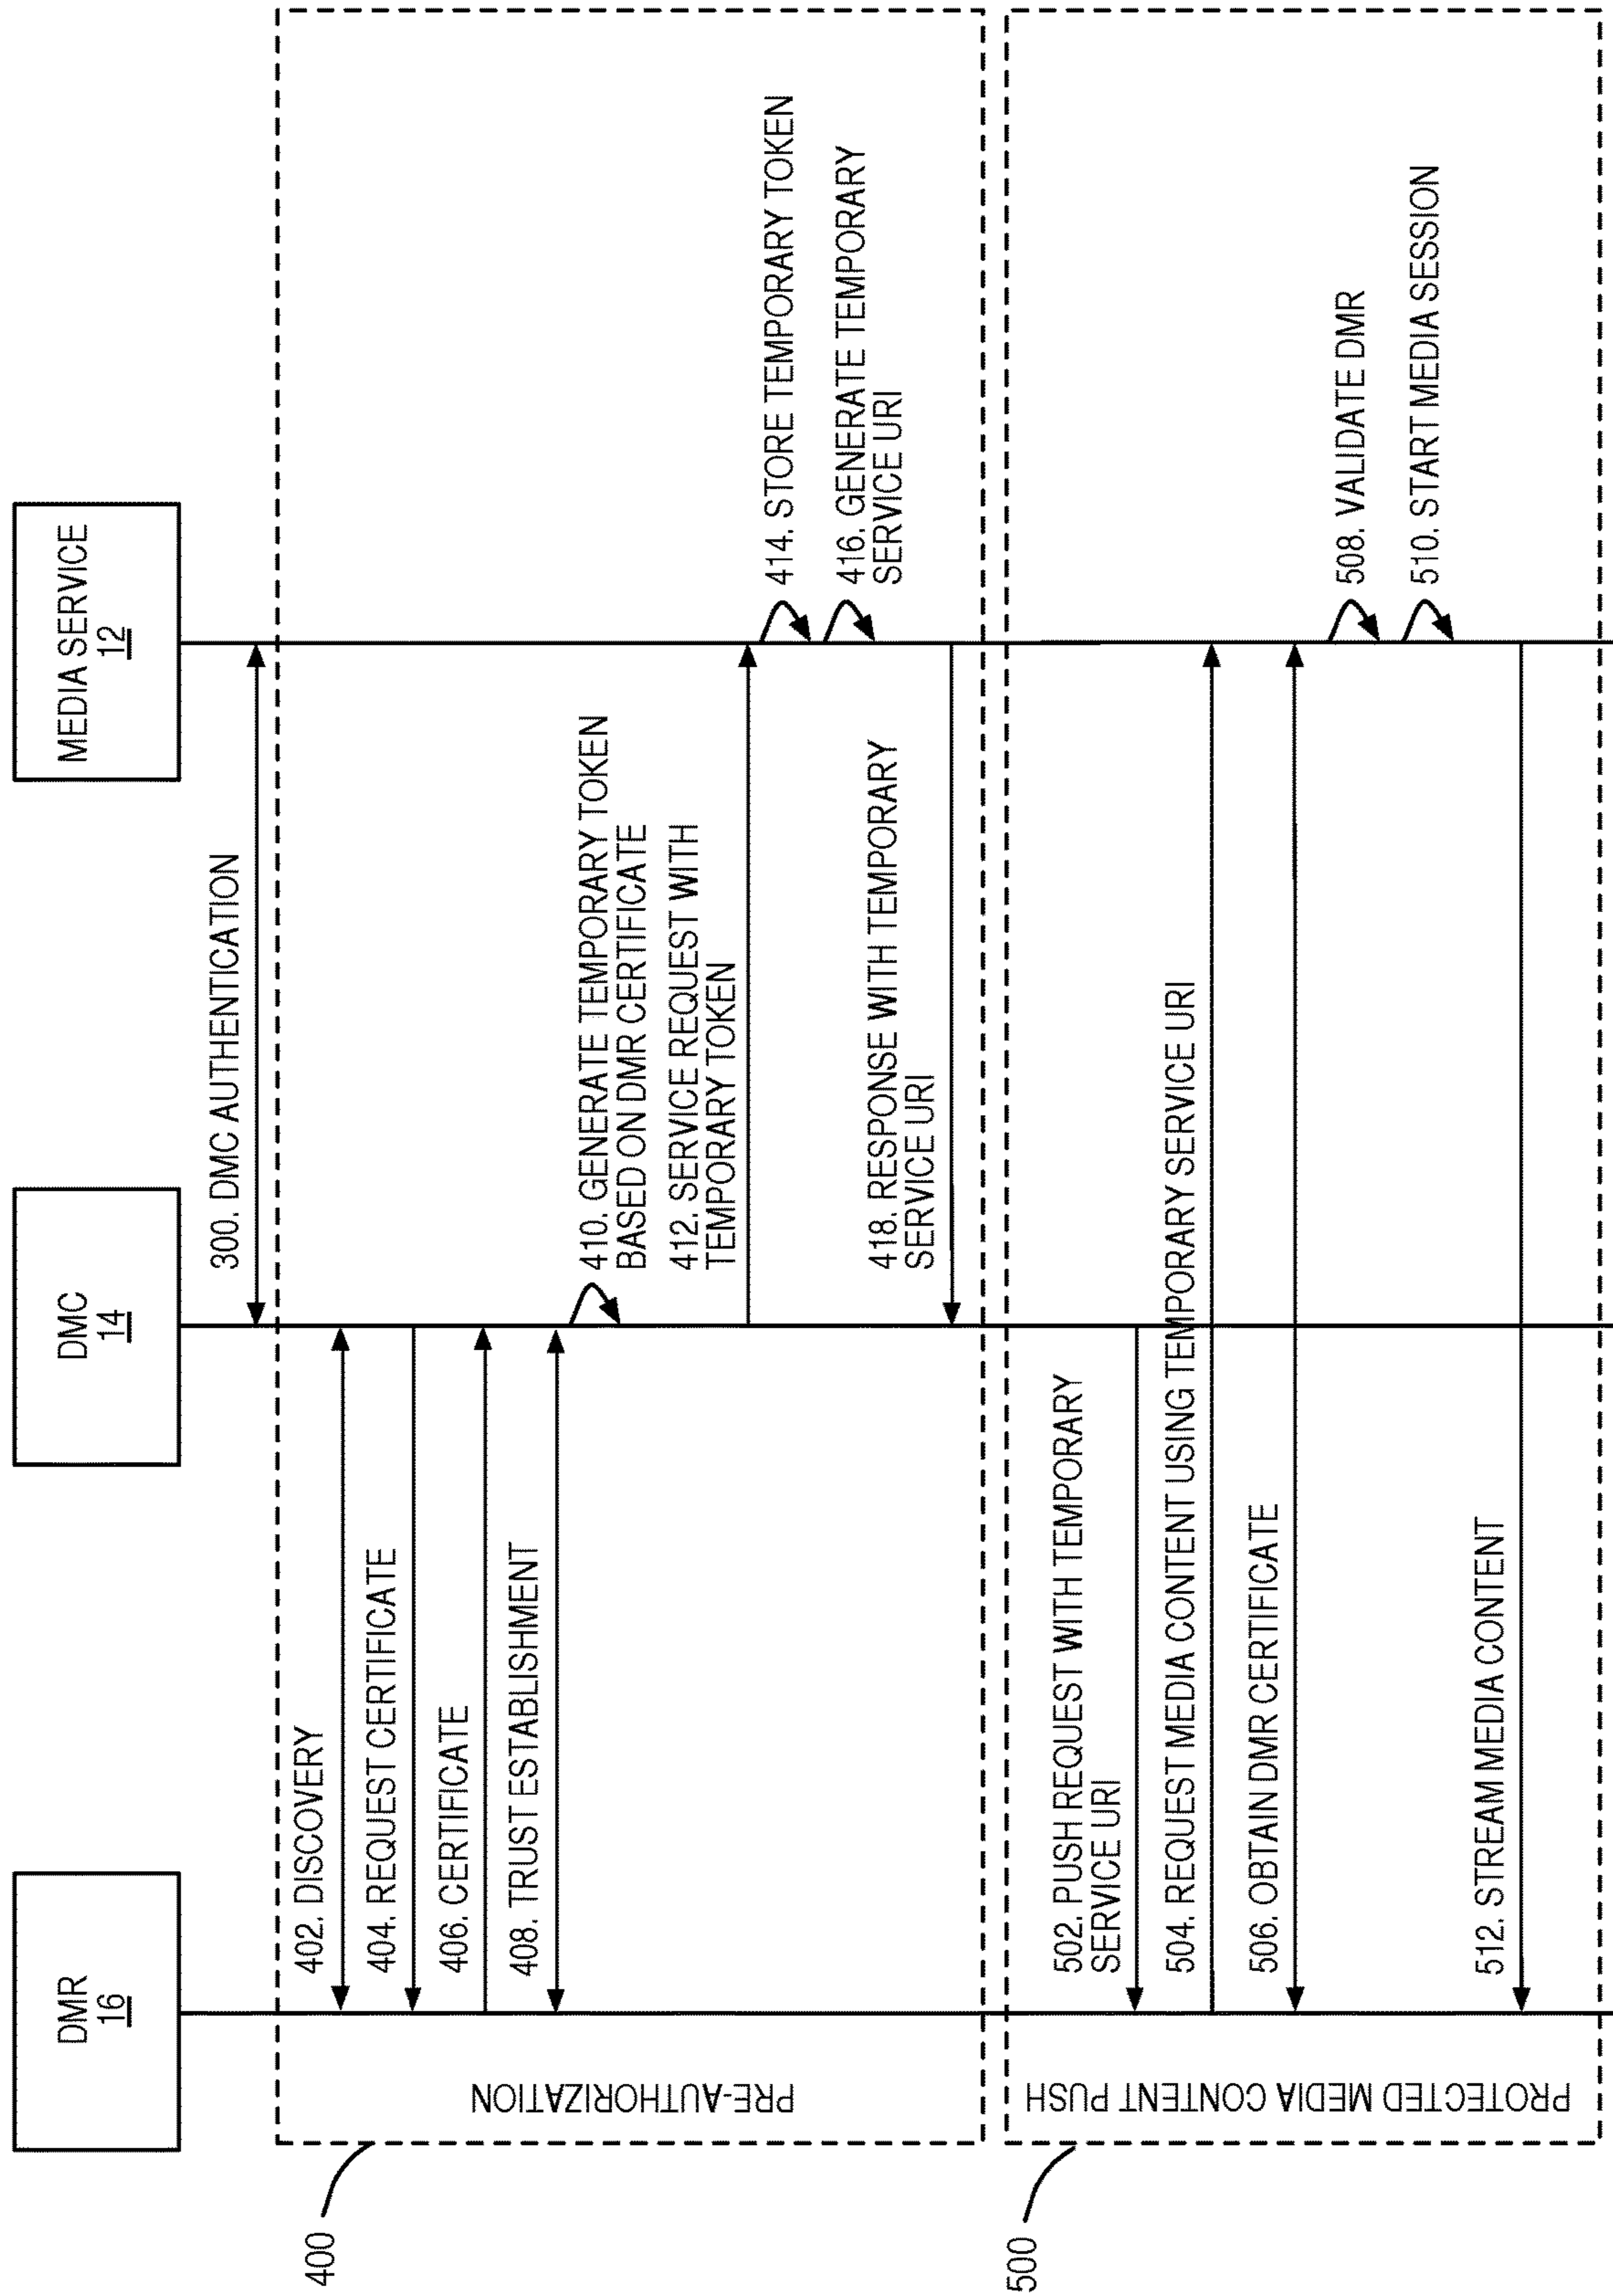 DMR
16
DMC
14
MEDIA SERVICE
12
300. DMC AUTHENTICATION
400
PRE-AUTHORIZATION
402. DISCOVERY
404. REQUEST CERTIFICATE
406. CERTIFICATE
408. TRUST ESTABLISHMENT
410. GENERATE TEMPORARY TOKEN
BASED ON DMR CERTIFICATE
412. SERVICE REQUEST WITH
TEMPORARY TOKEN
414. STORE TEMPORARY TOKEN
416. GENERATE TEMPORARY
SERVICE URI
418. RESPONSE WITH TEMPORARY
SERVICE URI
500
PROTECTED MEDIA CONTENT PUSH
502. PUSH REQUEST WITH TEMPORARY
SERVICE URI
504. REQUEST MEDIA CONTENT USING TEMPORARY SERVICE URI
506. OBTAIN DMR CERTIFICATE
508. VALIDATE DMR
510. START MEDIA SESSION
512. STREAM MEDIA CONTENT